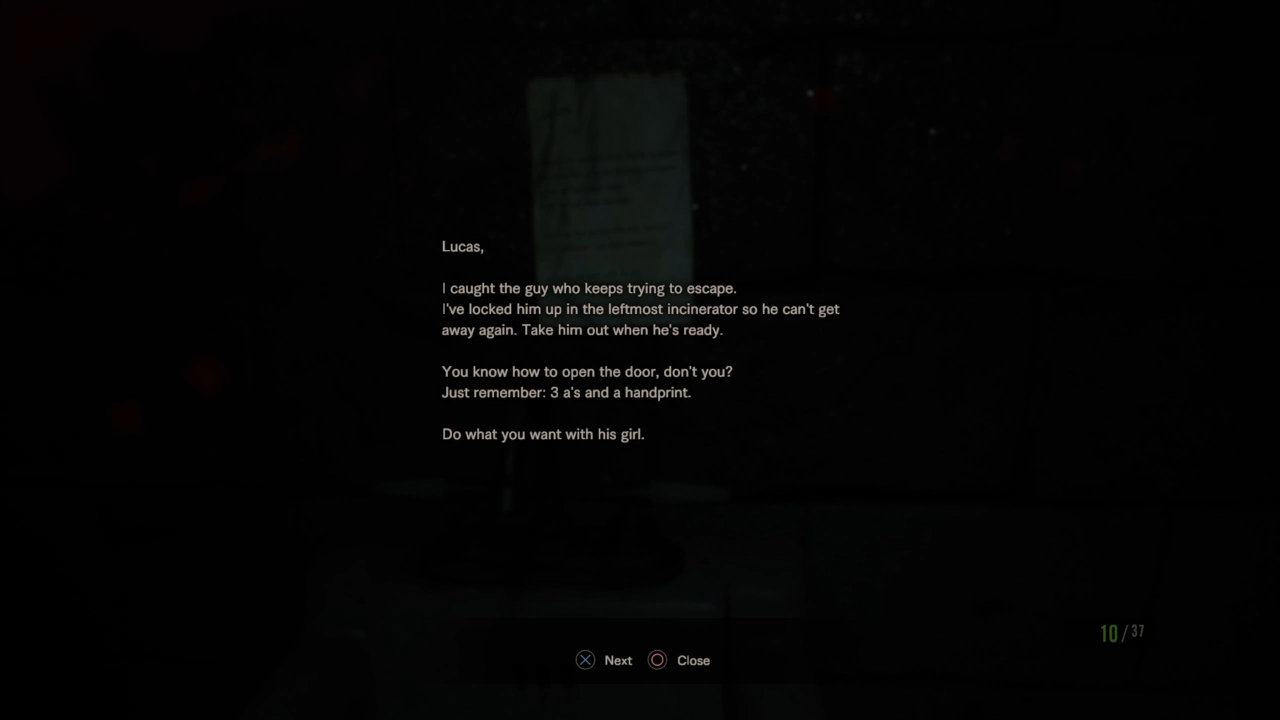 Lucas,
I caught the guy who keeps trying to escape.
I've locked him up in the leftmost incinerator so he can't get
away again. Take him out when he's ready.
You know how to open the door, don't you?
Just remember: 3 a's and a handprint.
Do what you want with his girl.
10/37
Next Close